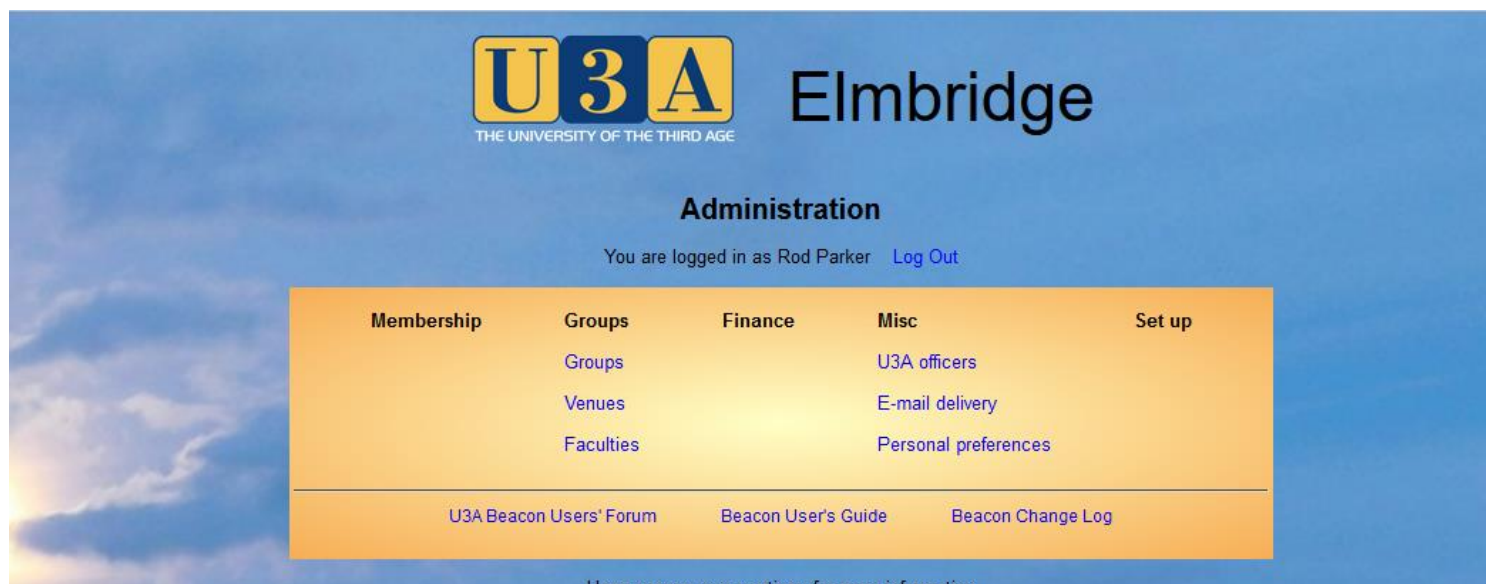 U3A Elmbridge
THE UNIVERSITY OF THE THIRD AGE
Administration
You are logged in as Rod Parker Log Out
Membership Groups Finance Misc Set up
Groups U3A officers
Venues E-mail delivery
Faculties Personal preferences
U3A Beacon Users' Forum Beacon User's Guide Beacon Change Log